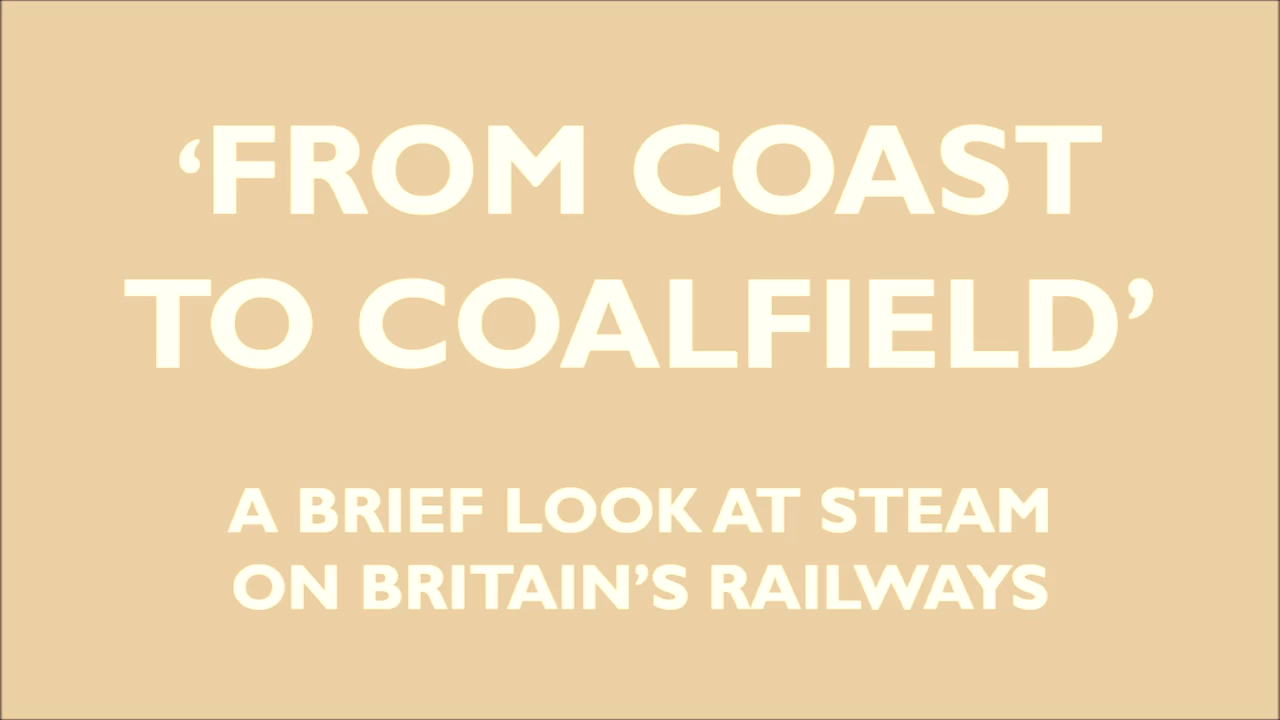 ‘FROM COAST
TO COALFIELD’
A BRIEF LOOK AT STEAM
ON BRITAIN’S RAILWAYS